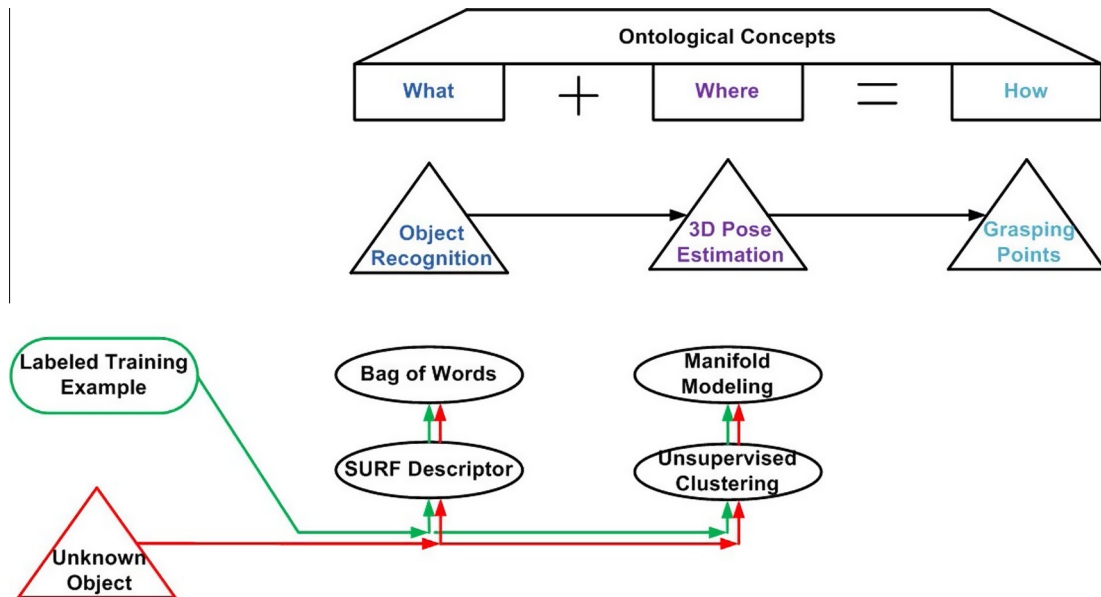 Ontological Concepts
What + Where = How
Object
Recognition
3D Pose
Estimation
Grasping
Points
Labeled Training
Example
Bag of Words
Manifold
Modeling
SURF Descriptor
Unsupervised
Clustering
Unknown
Object